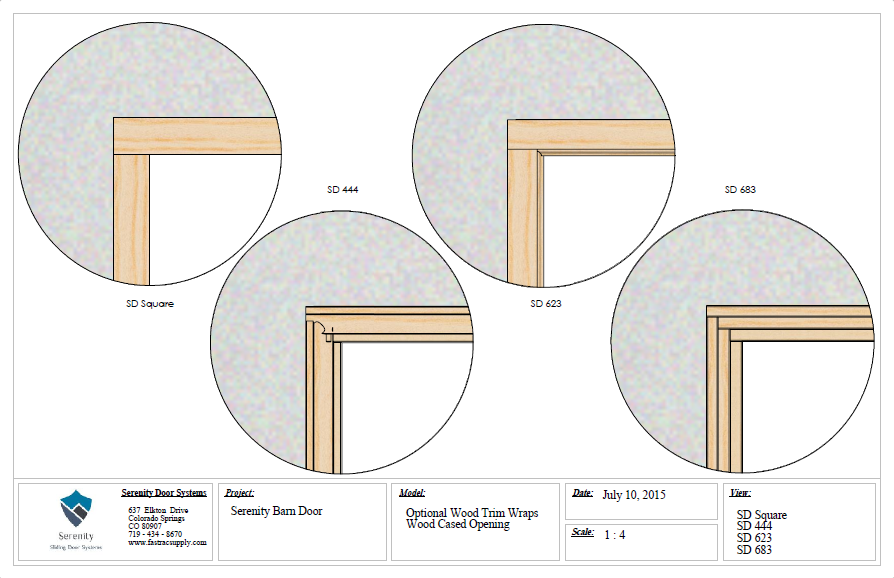 SD 444
SD 683
SD Square
SD 623
Serenity
Sliding Door Systems
Serenity Door Systems
637 Elkton Drive
Colorado Springs
CO 80907
719 - 434 - 8670
www.fastracsupply.com
Project:
Serenity Barn Door
Model:
Optional Wood Trim Wraps
Wood Cased Opening
Date: July 10, 2015
Scale: 1 : 4
View:
SD Square
SD 444
SD 623
SD 683